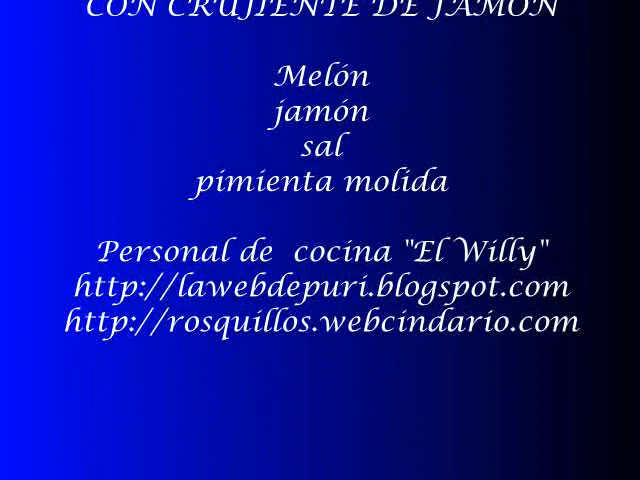 CON CRUJIENTE DE JAMÓN
Melón
jamón
sal
pimienta molida
Personal de cocina "El Willy"
http://lawebdepuri.blogspot.com
http://rosquillos.webcindario.com